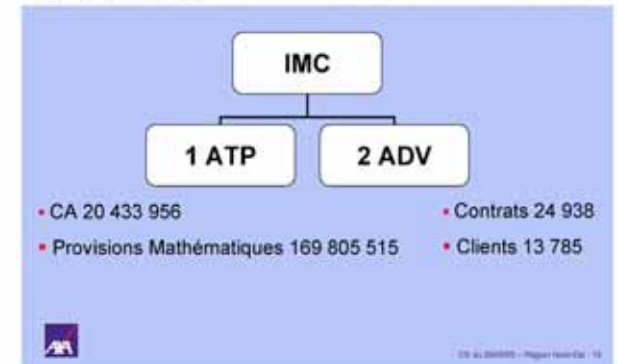 IMC
1 ATP
2 ADV
• CA 20 433 956
• Provisions Mathématiques 169 805 515
• Contrats 24 938
• Clients 13 785
AXA